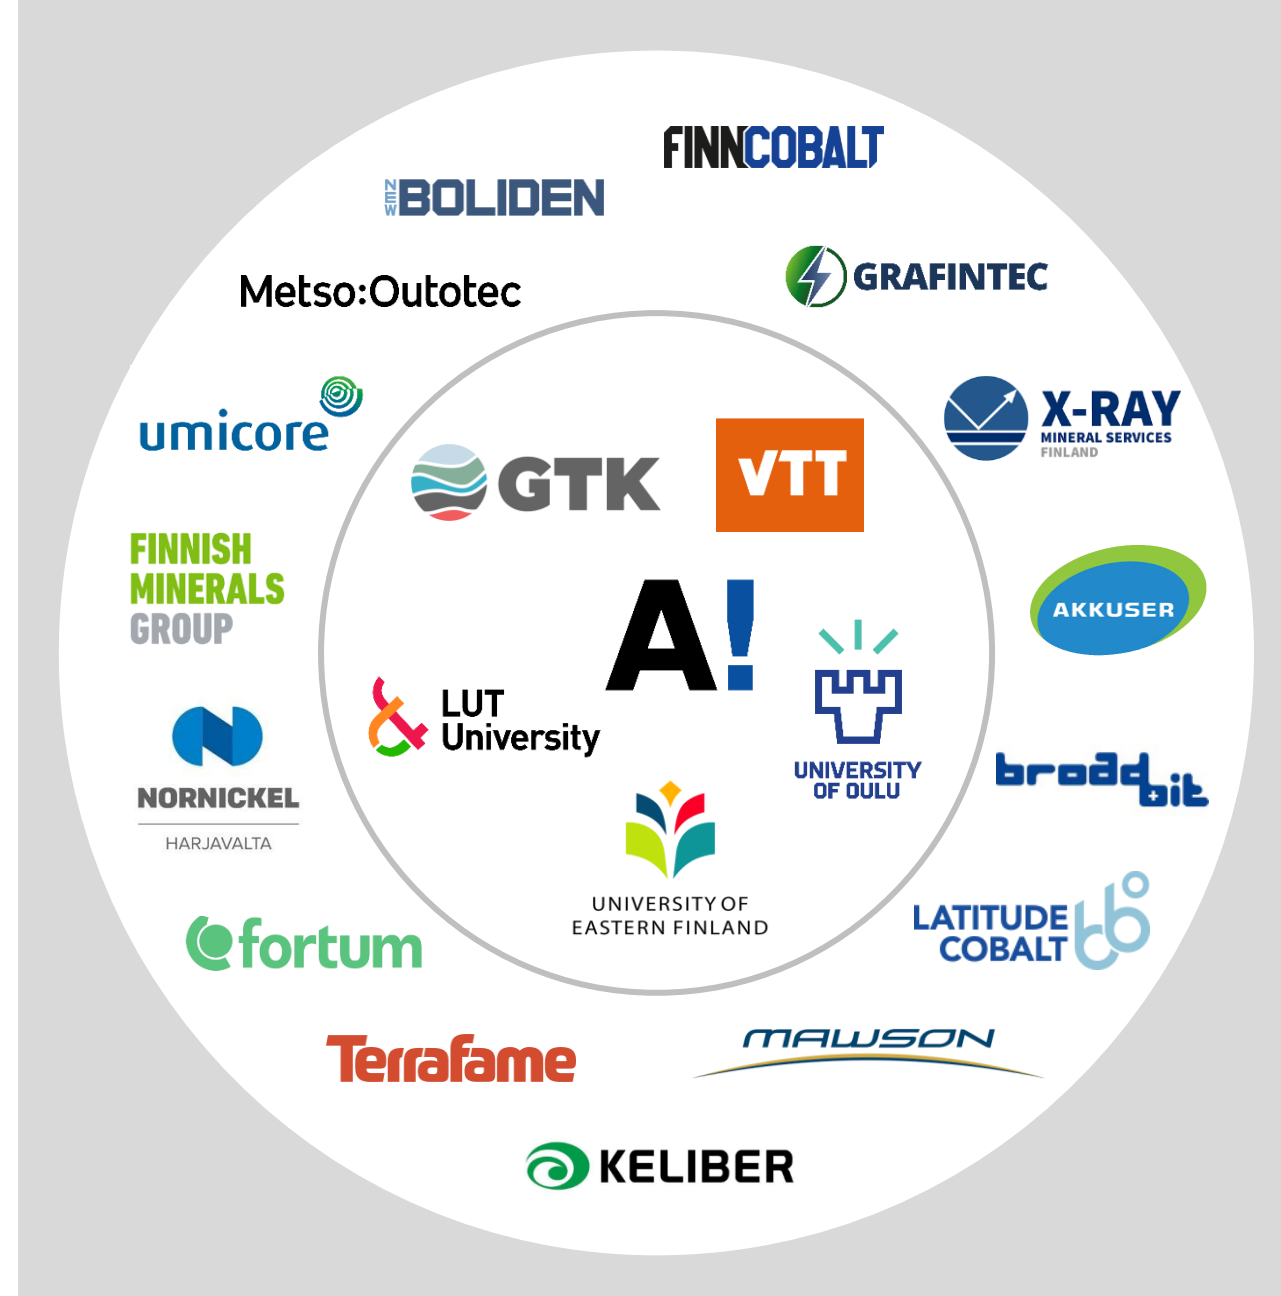 FINNCOBALT
NEW BOLIDEN
GRAFINTEC
Metso:Outotec
umicore
X-RAY
MINERAL SERVICES
FINLAND
GTK
VTT
FINNISH
MINERALS
GROUP
AKKUSER
A!
LUT
University
UNIVERSITY
OF OULU
NORNICKEL
HARJAVALTA
broadbit
UNIVERSITY OF
EASTERN FINLAND
LATITUDE
COBALT
fortum
Terrafame
MAWSON
KELIBER